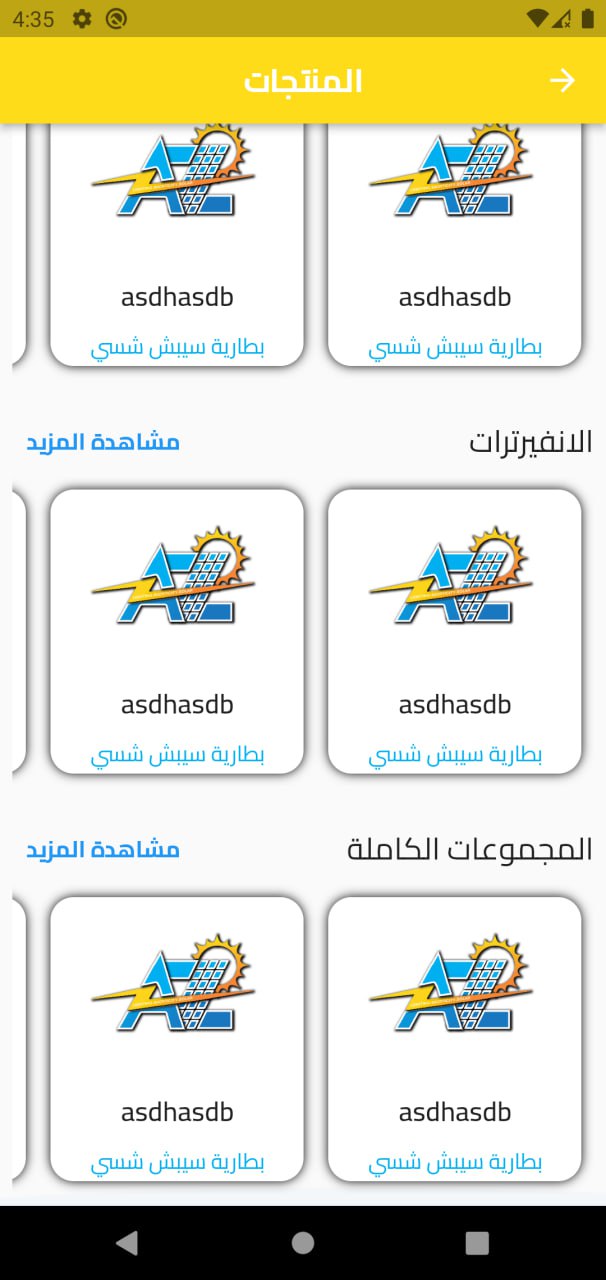 4:35
المنتجات
asdhasdb
asdhasdb
بطارية سيبش شسي
بطارية سيبش شسي
الانفيرترات
مشاهدة المزيد
asdhasdb
asdhasdb
بطارية سيبش شسي
بطارية سيبش شسي
المجموعات الكاملة
مشاهدة المزيد
asdhasdb
asdhasdb
بطارية سيبش شسي
بطارية سيبش شسي